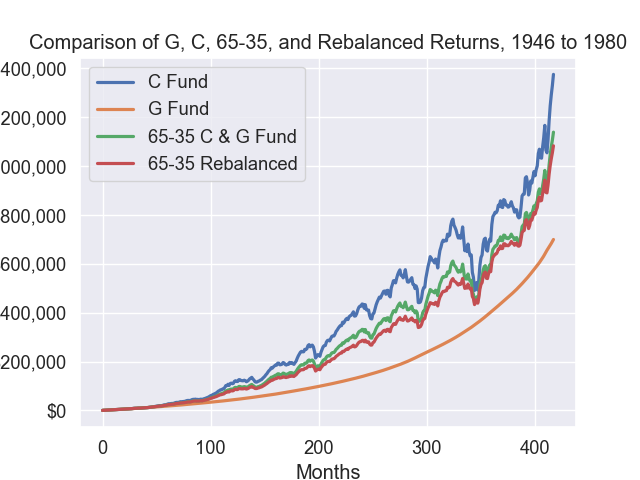 Comparison of G, C, 65-35, and Rebalanced Returns, 1946 to 1980
C Fund
G Fund
65-35 C & G Fund
65-35 Rebalanced
400,000
200,000
000,000
800,000
600,000
400,000
200,000
$0
0 100 200 300 400
Months